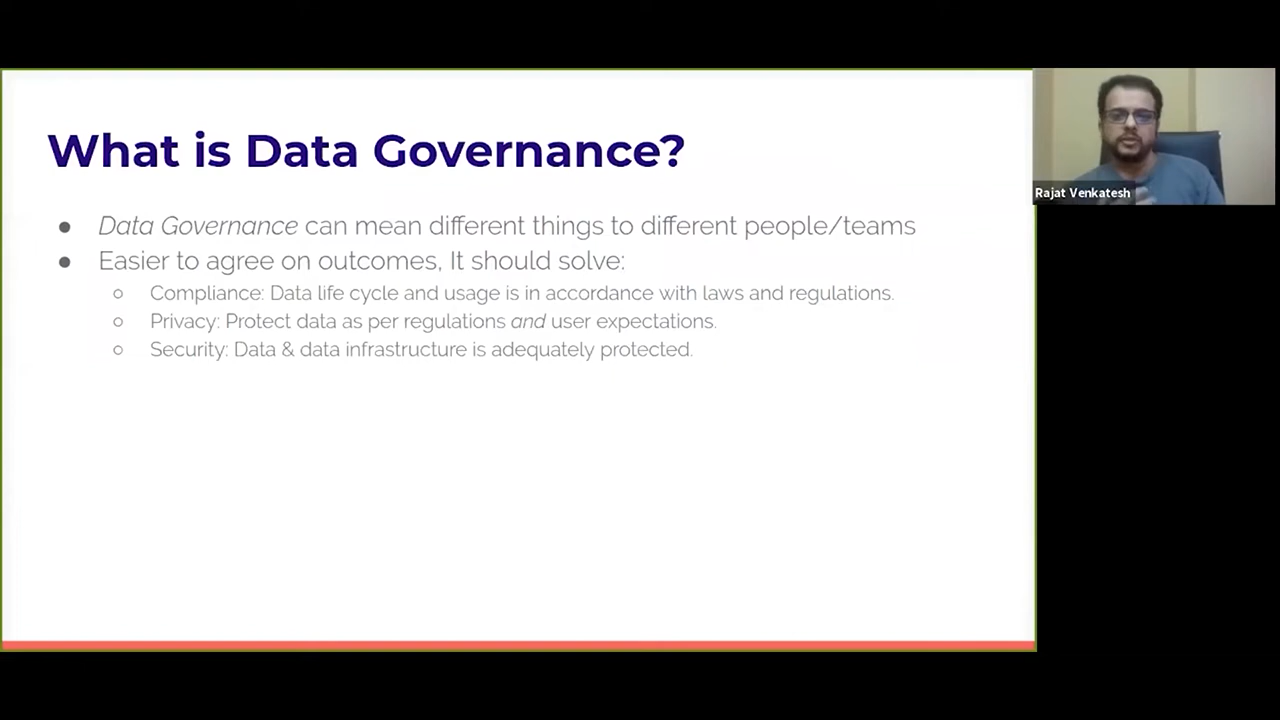 What is Data Governance?
● Data Governance can mean different things to different people/teams
● Easier to agree on outcomes, It should solve:
○ Compliance: Data life cycle and usage is in accordance with laws and regulations.
○ Privacy: Protect data as per regulations and user expectations.
○ Security: Data & data infrastructure is adequately protected.
Rajat Venkatesh